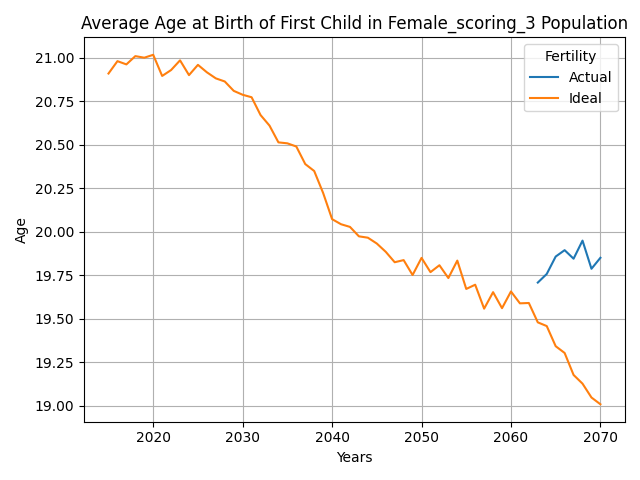 Average Age at Birth of First Child in Female_scoring_3 Population
Fertility
Actual
Ideal
21.00
20.75
20.50
20.25
20.00
19.75
19.50
19.25
19.00
Age
2020 2030 2040 2050 2060 2070
Years